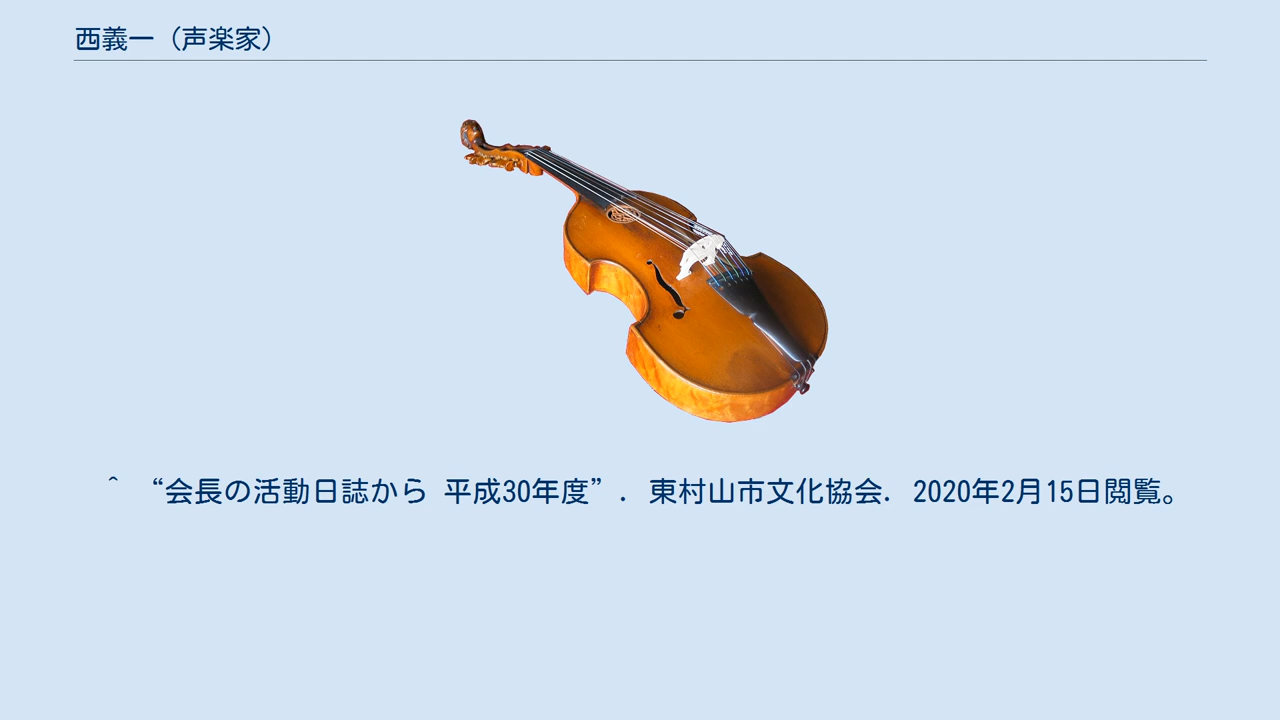 西義一（声楽家）
^ “会長の活動日誌から 平成30年度”. 東村山市文化協会. 2020年2月15日閲覧。